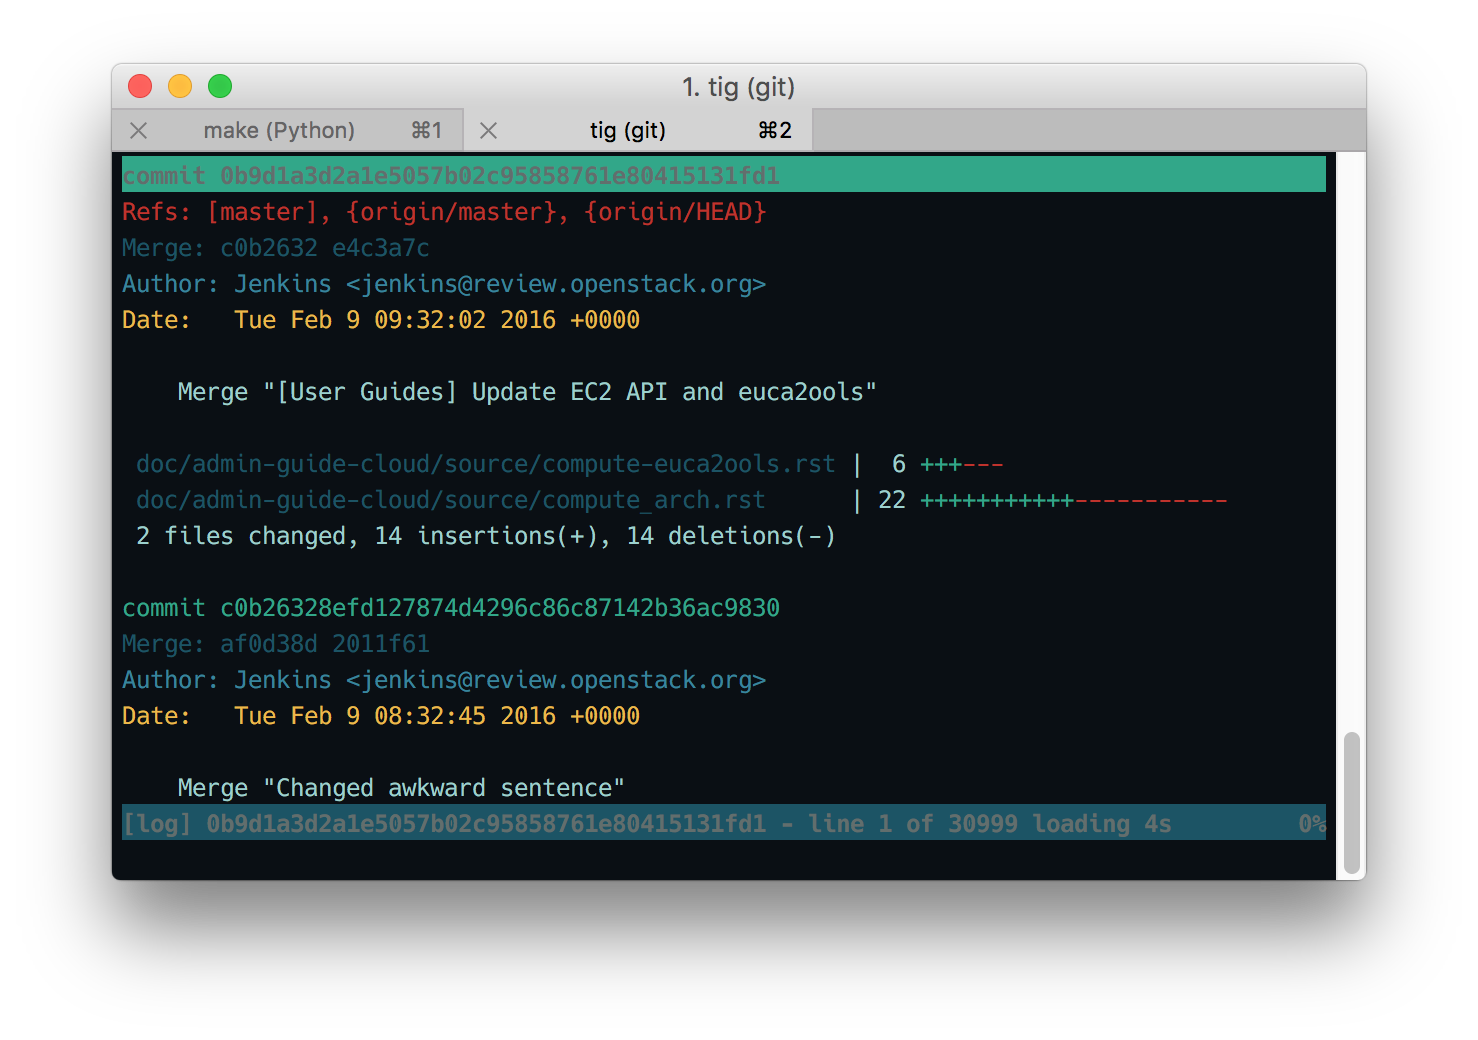 1. tig (git)
make (Python) ⌘1 tig (git) ⌘2
commit 0b9d1a3d2a1e5057b02c95858761e80415131fd1
Refs: [master], {origin/master}, {origin/HEAD}
Merge: c0b2632 e4c3a7c
Author: Jenkins <jenkins@review.openstack.org>
Date:   Tue Feb 9 09:32:02 2016 +0000
    Merge "[User Guides] Update EC2 API and euca2ools"
 doc/admin-guide-cloud/source/compute-euca2ools.rst |  6 +++---
 doc/admin-guide-cloud/source/compute_arch.rst      | 22 +++++++++++-----------
 2 files changed, 14 insertions(+), 14 deletions(-)
commit c0b26328efd127874d4296c86c87142b36ac9830
Merge: af0d38d 2011f61
Author: Jenkins <jenkins@review.openstack.org>
Date:   Tue Feb 9 08:32:45 2016 +0000
    Merge "Changed awkward sentence"
[log] 0b9d1a3d2a1e5057b02c95858761e80415131fd1 - line 1 of 30999 loading 4s         0%